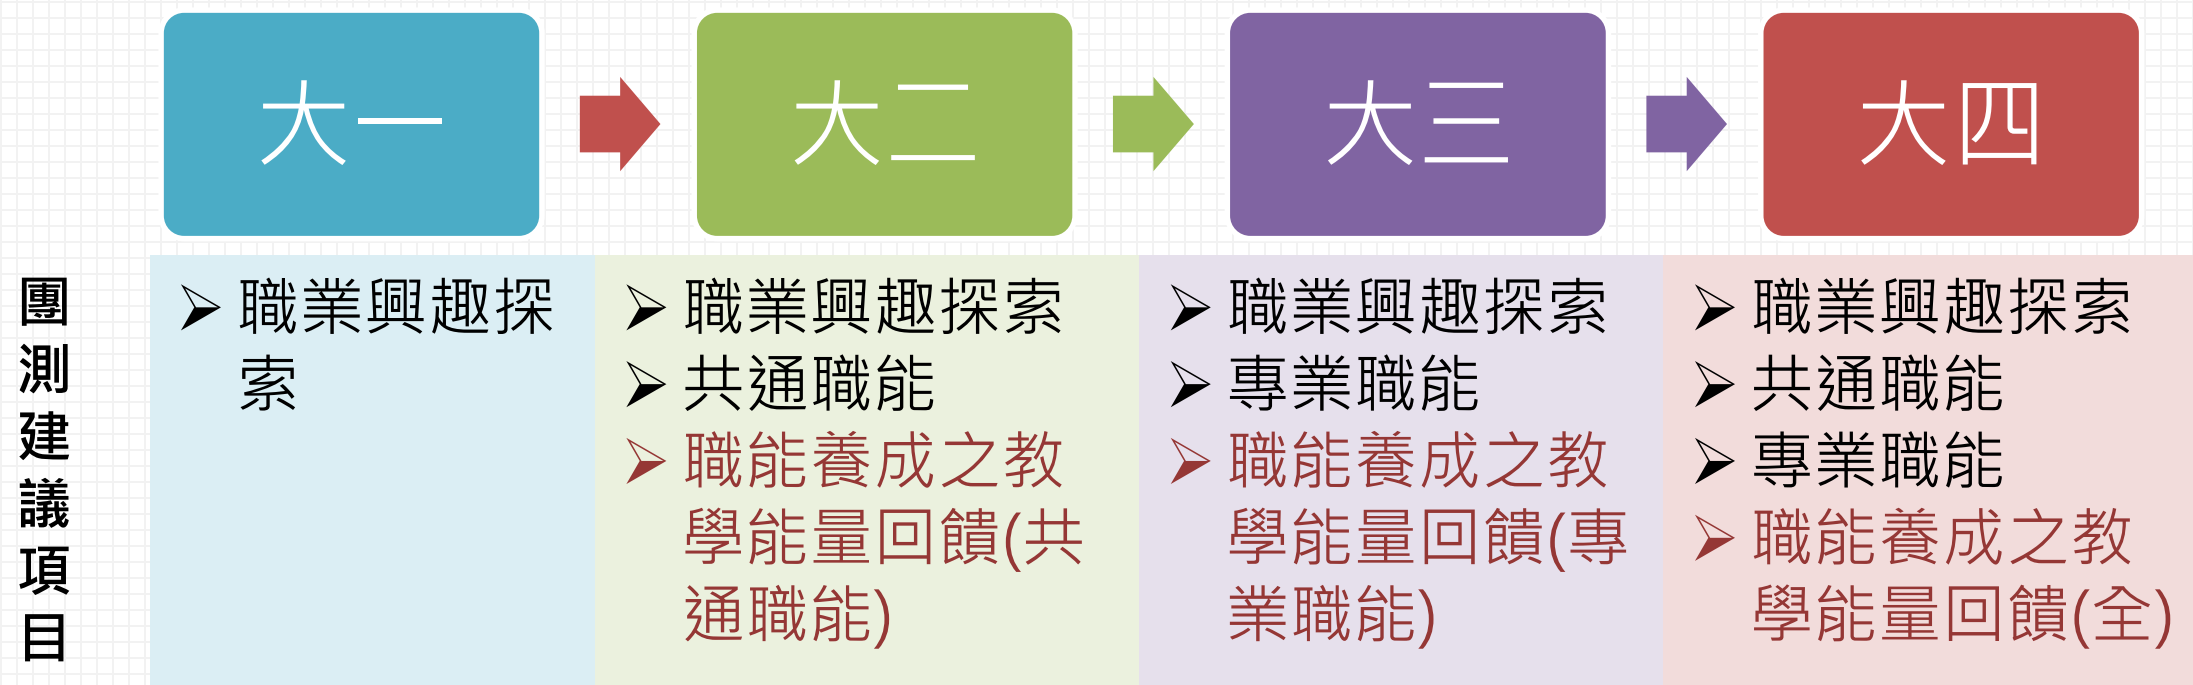 大一
大二
大三
大四
團測建議項目
➢ 職業興趣探
索
➢ 職業興趣探索
➢ 共通職能
➢ 職能養成之教
學能量回饋(共
通職能)
➢ 職業興趣探索
➢ 專業職能
➢ 職能養成之教
學能量回饋(專
業職能)
➢ 職業興趣探索
➢ 共通職能
➢ 專業職能
➢ 職能養成之教
學能量回饋(全)